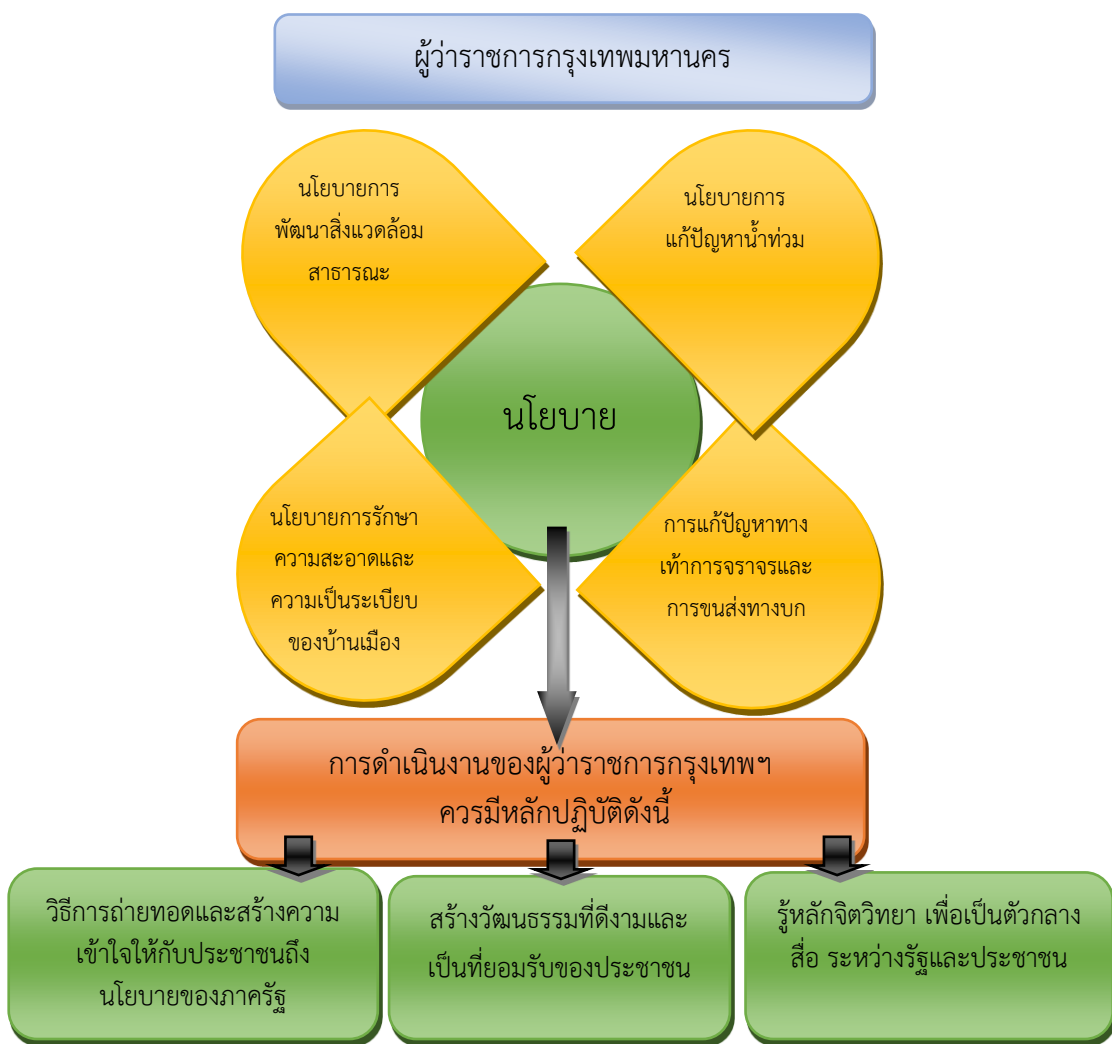 ผู้ว่าราชการกรุงเทพมหานคร
นโยบายการ
พัฒนาสิ่งแวดล้อม
สาธารณะ
นโยบายการ
แก้ปัญหาน้ำท่วม
นโยบาย
นโยบายการรักษา
ความสะอาดและ
ความเป็นระเบียบ
ของบ้านเมือง
การแก้ปัญหาทาง
เท้าการจราจรและ
การขนส่งทางบก
การดำเนินงานของผู้ว่าราชการกรุงเทพฯ
ควรมีหลักปฏิบัติดังนี้
วิธีการถ่ายทอดและสร้างความ
เข้าใจให้กับประชาชนถึง
นโยบายของภาครัฐ
สร้างวัฒนธรรมที่ดีงามและ
เป็นที่ยอมรับของประชาชน
รู้หลักจิตวิทยา เพื่อเป็นตัวกลาง
สื่อ ระหว่างรัฐและประชาชน